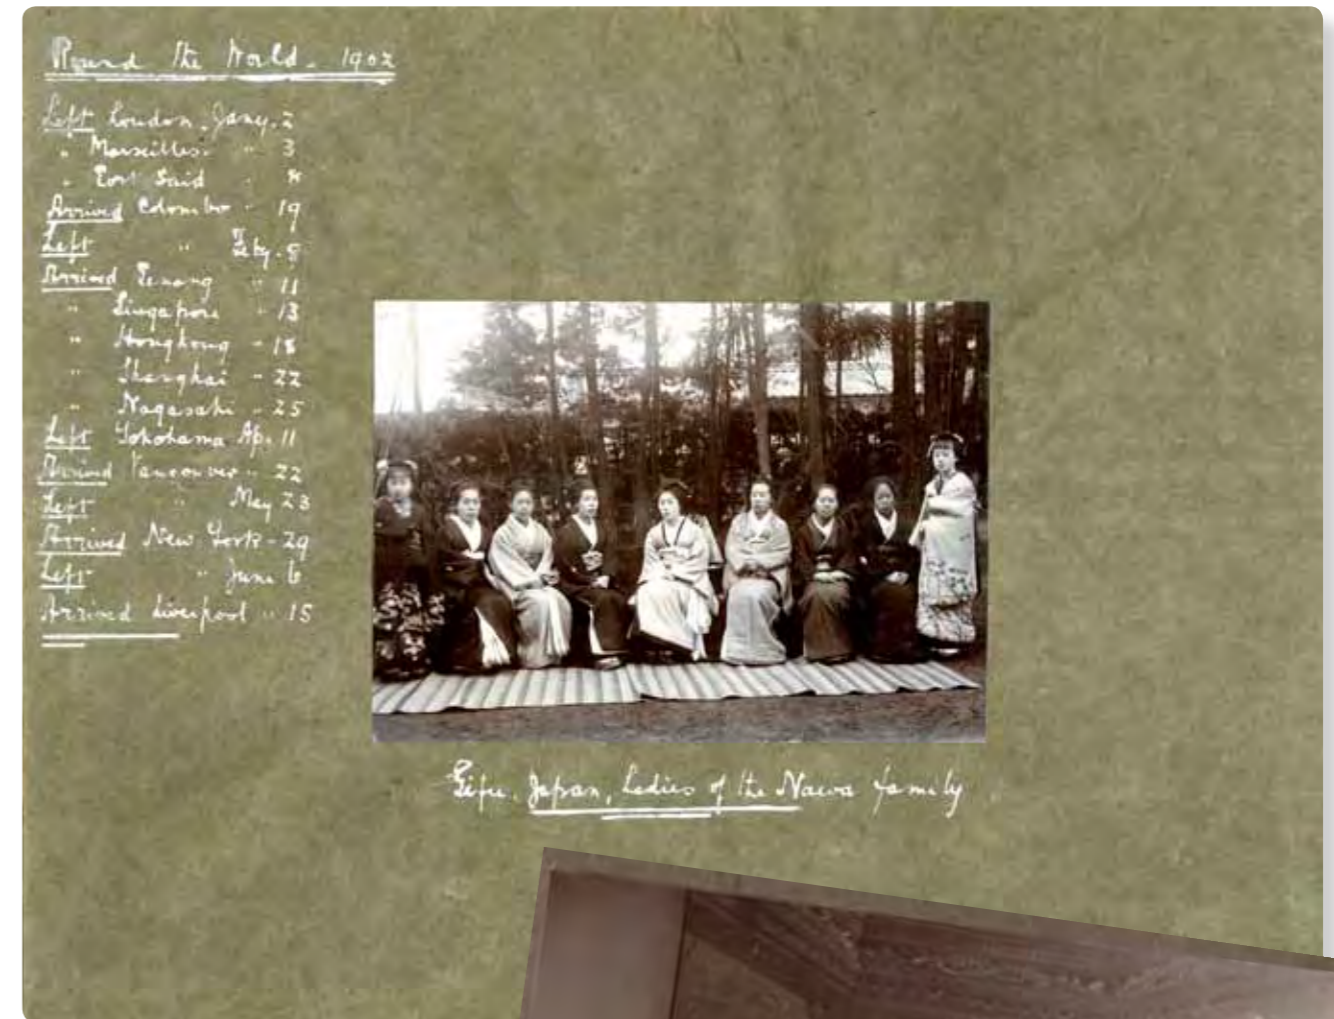 Round the World - 1902
Left London. Jany. 2
" Marseilles. " 3
" Port Said " 8
Arrived Colombo " 19
Left " Feby. 8
Arrived Penang " 11
" Singapore " 13
" Hongkong " 18
" Shanghai " 22
" Nagasaki " 25
Left Yokohama Ap. 11
Arrived Vancouver " 22
Left " May 23
Arrived New York - 29
Left " June 6
Arrived Liverpool " 15
Gifu, Japan, Ladies of the Nawa family